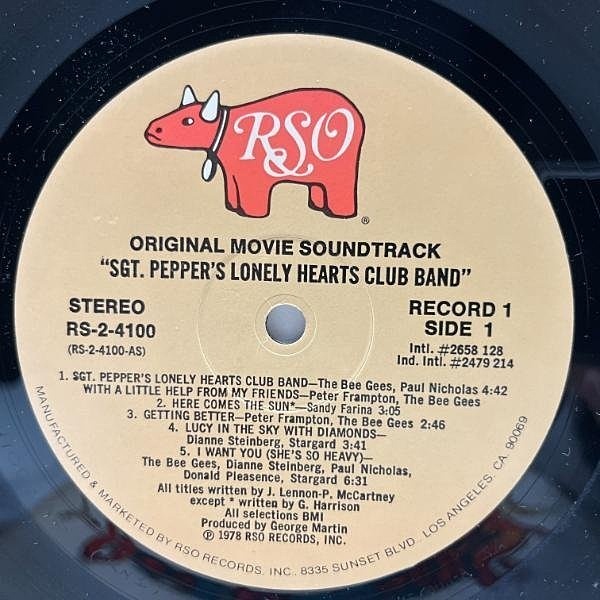 RSO
®
ORIGINAL MOVIE SOUNDTRACK
"SGT. PEPPER'S LONELY HEARTS CLUB BAND"
STEREO
RS-2-4100
(RS-2-4100-AS)
RECORD 1
SIDE 1
Intl. #2658 128
Ind. Intl. #2479 214
1. SGT. PEPPER'S LONELY HEARTS CLUB BAND—The Bee Gees, Paul Nicholas 4:42
WITH A LITTLE HELP FROM MY FRIENDS—Peter Frampton, The Bee Gees
2. HERE COMES THE SUN*—Sandy Farina 3:05
3. GETTING BETTER—Peter Frampton, The Bee Gees 2:46
4. LUCY IN THE SKY WITH DIAMONDS—
Dianne Steinberg, Stargard 3:41
5. I WANT YOU (SHE'S SO HEAVY)—
The Bee Gees, Dianne Steinberg, Paul Nicholas,
Donald Pleasence, Stargard 6:31
All titles written by J. Lennon-P. McCartney
except * written by G. Harrison
All selections BMI
Produced by George Martin
℗ 1978 RSO RECORDS, INC.
MANUFACTURED & MARKETED BY RSO RECORDS, INC., 8335 SUNSET BLVD., LOS ANGELES, CA. 90069